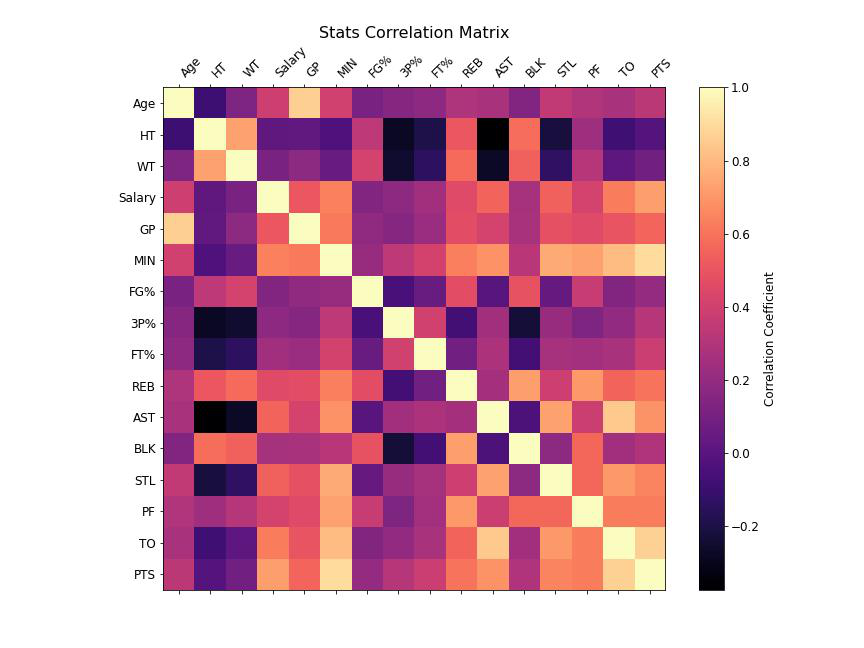 Stats Correlation Matrix
Age HT WT Salary GP MIN FG% 3P% FT% REB AST BLK STL PF TO PTS
Age
HT
WT
Salary
GP
MIN
FG%
3P%
FT%
REB
AST
BLK
STL
PF
TO
PTS
1.0
0.8
0.6
0.4
0.2
0.0
−0.2
Correlation Coefficient